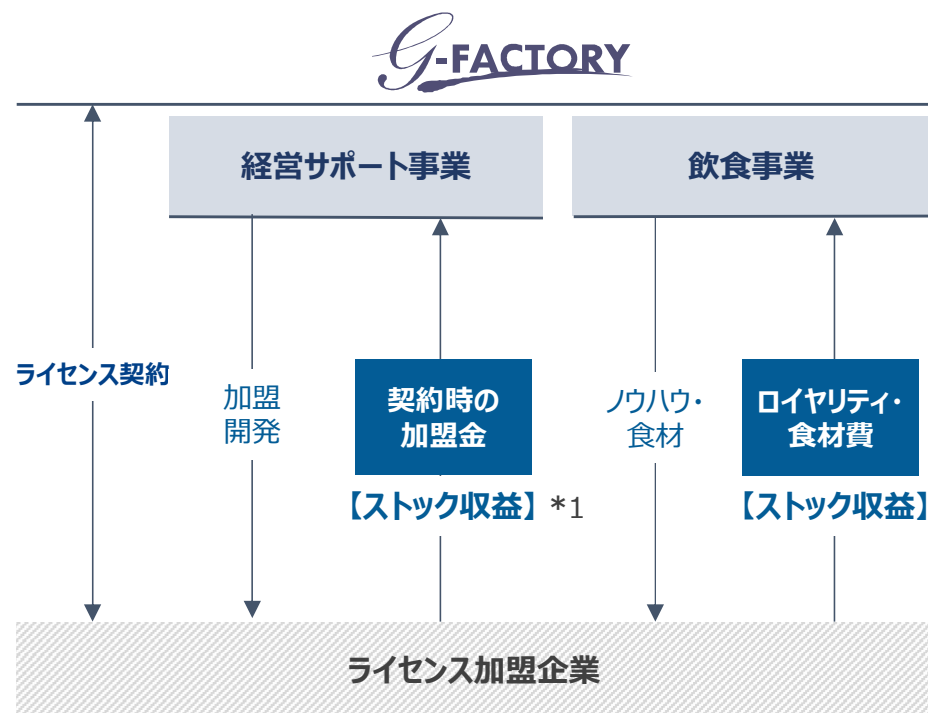 G-FACTORY
経営サポート事業
飲食事業
ライセンス契約
加盟
開発
契約時の
加盟金
【ストック収益】 *1
ノウハウ・
食材
ロイヤリティ・
食材費
【ストック収益】
ライセンス加盟企業